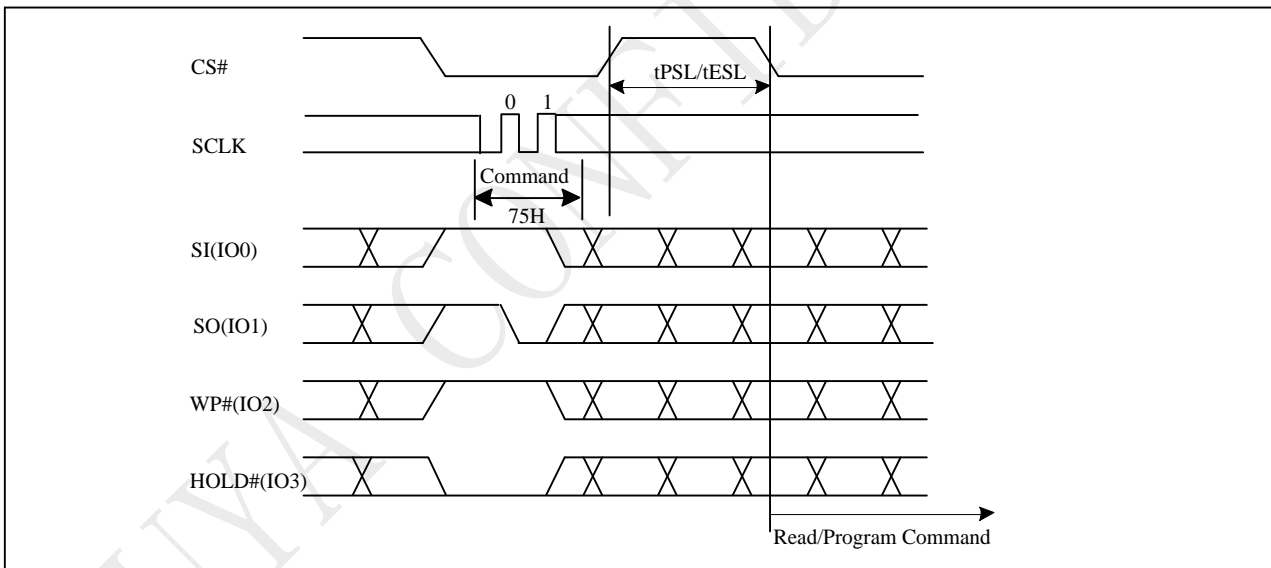 CS#
tPSL/tESL
0 1
SCLK
Command
75H
SI(IO0)
SO(IO1)
WP#(IO2)
HOLD#(IO3)
Read/Program Command